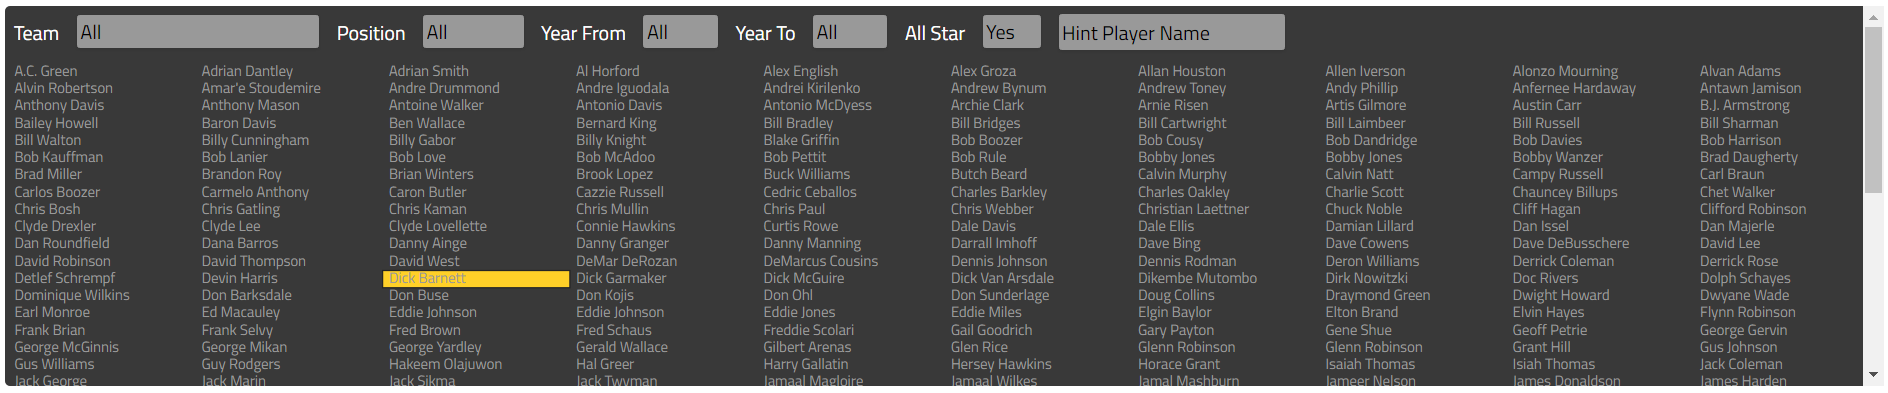 Team All Position All Year From All Year To All All Star Yes Hint Player Name
A.C. Green Adrian Dantley Adrian Smith Al Horford Alex English Alex Groza Allan Houston Allen Iverson Alonzo Mourning Alvan Adams
Alvin Robertson Amar'e Stoudemire Andre Drummond Andre Iguodala Andrei Kirilenko Andrew Bynum Andrew Toney Andy Phillip Anfernee Hardaway Antawn Jamison
Anthony Davis Anthony Mason Antoine Walker Antonio Davis Antonio McDyess Archie Clark Arnie Risen Artis Gilmore Austin Carr B.J. Armstrong
Bailey Howell Baron Davis Ben Wallace Bernard King Bill Bradley Bill Bridges Bill Cartwright Bill Laimbeer Bill Russell Bill Sharman
Bill Walton Billy Cunningham Billy Gabor Billy Knight Blake Griffin Bob Boozer Bob Cousy Bob Dandridge Bob Davies Bob Harrison
Bob Kauffman Bob Lanier Bob Love Bob McAdoo Bob Pettit Bob Rule Bobby Jones Bobby Jones Bobby Wanzer Brad Daugherty
Brad Miller Brandon Roy Brian Winters Brook Lopez Buck Williams Butch Beard Calvin Murphy Calvin Natt Campy Russell Carl Braun
Carlos Boozer Carmelo Anthony Caron Butler Cazzie Russell Cedric Ceballos Charles Barkley Charles Oakley Charlie Scott Chauncey Billups Chet Walker
Chris Bosh Chris Gatling Chris Kaman Chris Mullin Chris Paul Chris Webber Christian Laettner Chuck Noble Cliff Hagan Clifford Robinson
Clyde Drexler Clyde Lee Clyde Lovellette Connie Hawkins Curtis Rowe Dale Davis Dale Ellis Damian Lillard Dan Issel Dan Majerle
Dan Roundfield Dana Barros Danny Ainge Danny Granger Danny Manning Darrall Imhoff Dave Bing Dave Cowens Dave DeBusschere David Lee
David Robinson David Thompson David West DeMar DeRozan DeMarcus Cousins Dennis Johnson Dennis Rodman Deron Williams Derrick Coleman Derrick Rose
Detlef Schrempf Devin Harris Dick Barnett Dick Garmaker Dick McGuire Dick Van Arsdale Dikembe Mutombo Dirk Nowitzki Doc Rivers Dolph Schayes
Dominique Wilkins Don Barksdale Don Buse Don Kojis Don Ohl Don Sunderlage Doug Collins Draymond Green Dwight Howard Dwyane Wade
Earl Monroe Ed Macauley Eddie Johnson Eddie Johnson Eddie Jones Eddie Miles Elgin Baylor Elton Brand Elvin Hayes Flynn Robinson
Frank Brian Frank Selvy Fred Brown Fred Schaus Freddie Scolari Gail Goodrich Gary Payton Gene Shue Geoff Petrie George Gervin
George McGinnis George Mikan George Yardley Gerald Wallace Gilbert Arenas Glen Rice Glenn Robinson Glenn Robinson Grant Hill Gus Johnson
Gus Williams Guy Rodgers Hakeem Olajuwon Hal Greer Harry Gallatin Hersey Hawkins Horace Grant Isaiah Thomas Isiah Thomas Jack Coleman
Jack George Jack Marin Jack Sikma Jack Twyman Jamaal Magloire Jamaal Wilkes Jamal Mashburn Jameer Nelson James Donaldson James Harden